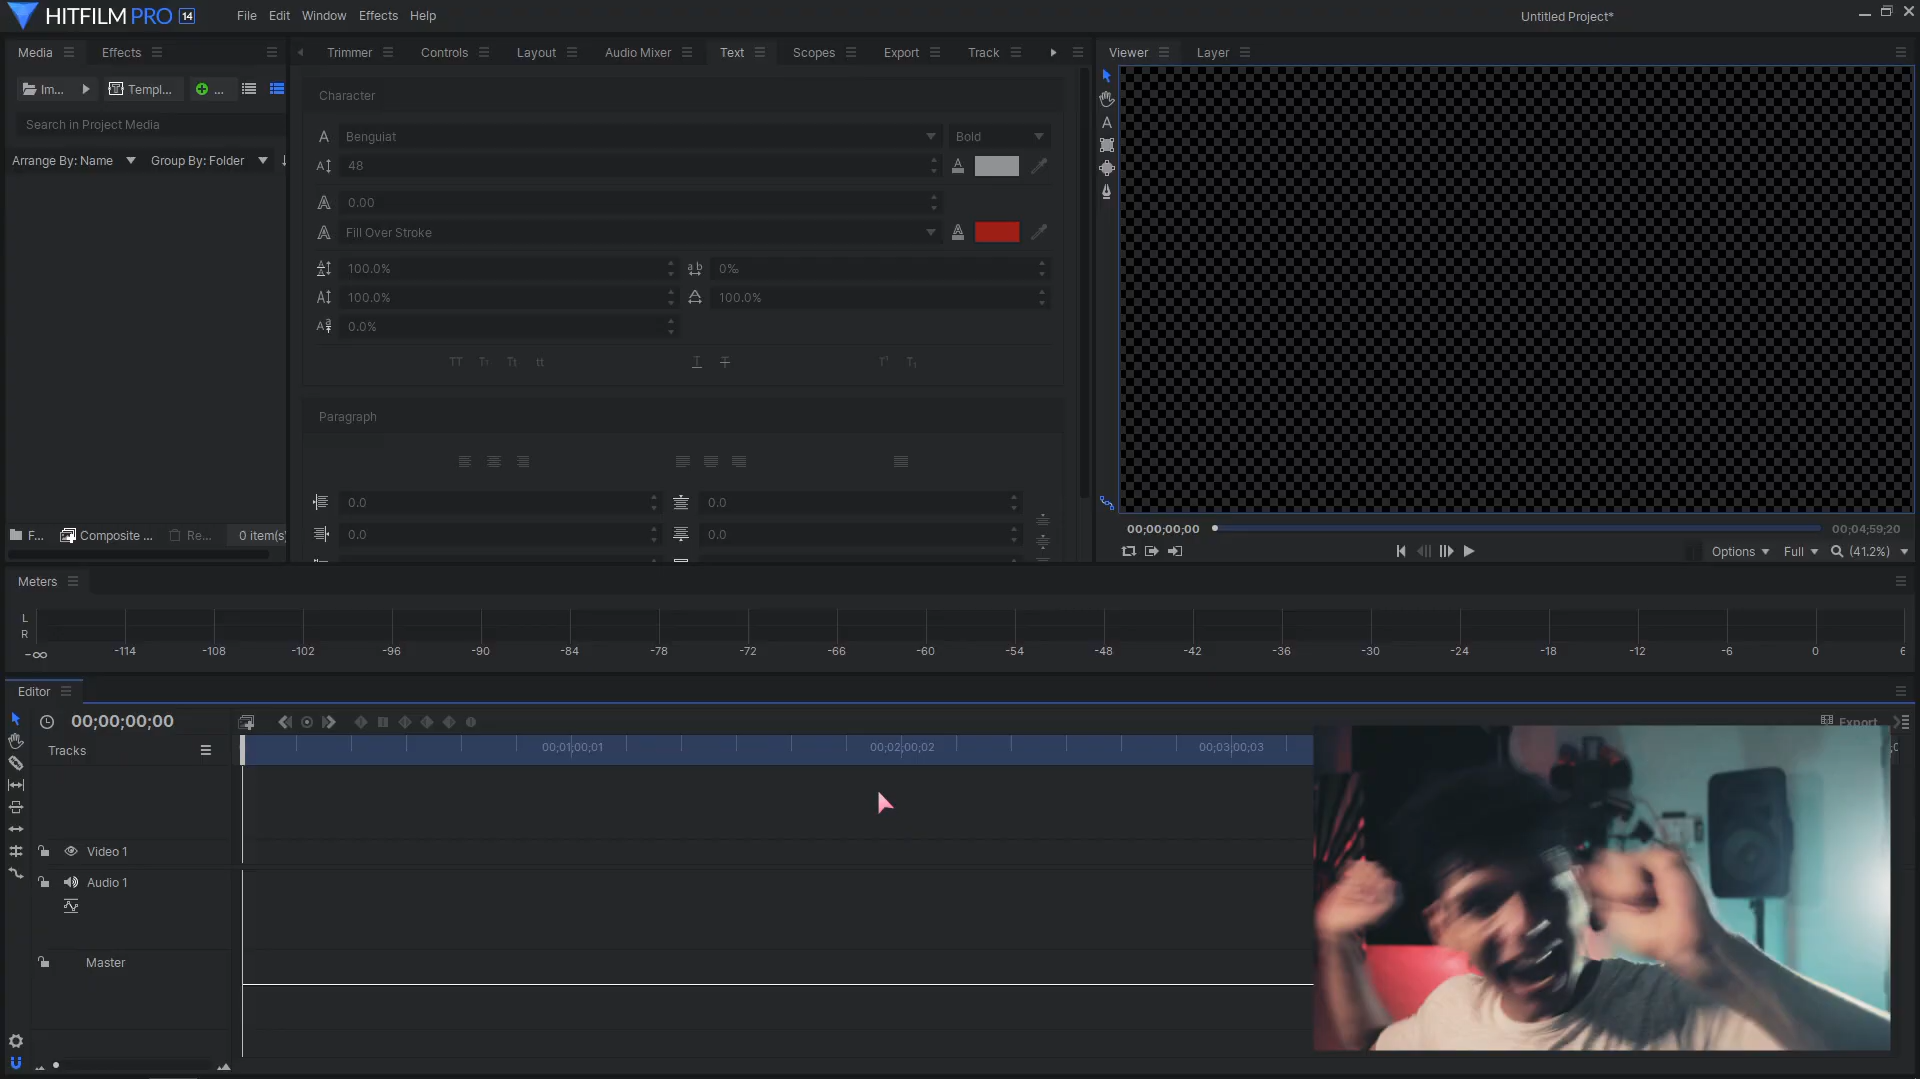 HITFILM PRO 14
File Edit Window Effects Help
Untitled Project*
Media Effects
Trimmer Controls Layout Audio Mixer Text Scopes Export Track
Viewer Layer
Im... Templ... ...
Search in Project Media
Arrange By: Name Group By: Folder
Character
Benguiat Bold
48
0.00
Fill Over Stroke
100.0% 0‰
100.0% 100.0%
0.0%
Paragraph
0.0 0.0
0.0 0.0
F... Composite ... Re... 0 item(s)
00;00;00;00 00;04;59;20
Options Full (41.2%)
Meters
L
R
-∞ -114 -108 -102 -96 -90 -84 -78 -72 -66 -60 -54 -48 -42 -36 -30 -24 -18 -12 -6 0 6
Editor
00;00;00;00
Export
Tracks
00;01;00;01 00;02;00;02 00;03;00;03
Video 1
Audio 1
Master